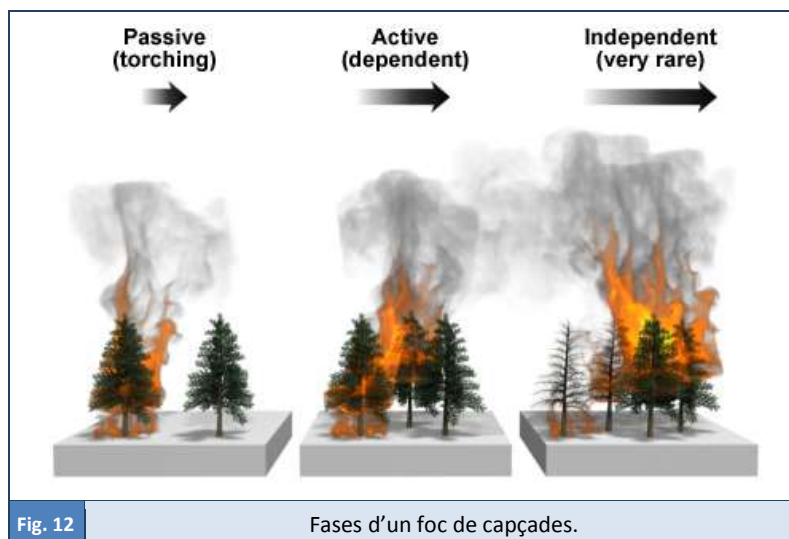 Passive
(torching)
Active
(dependent)
Independent
(very rare)
Fig. 12
Fases d’un foc de capçades.